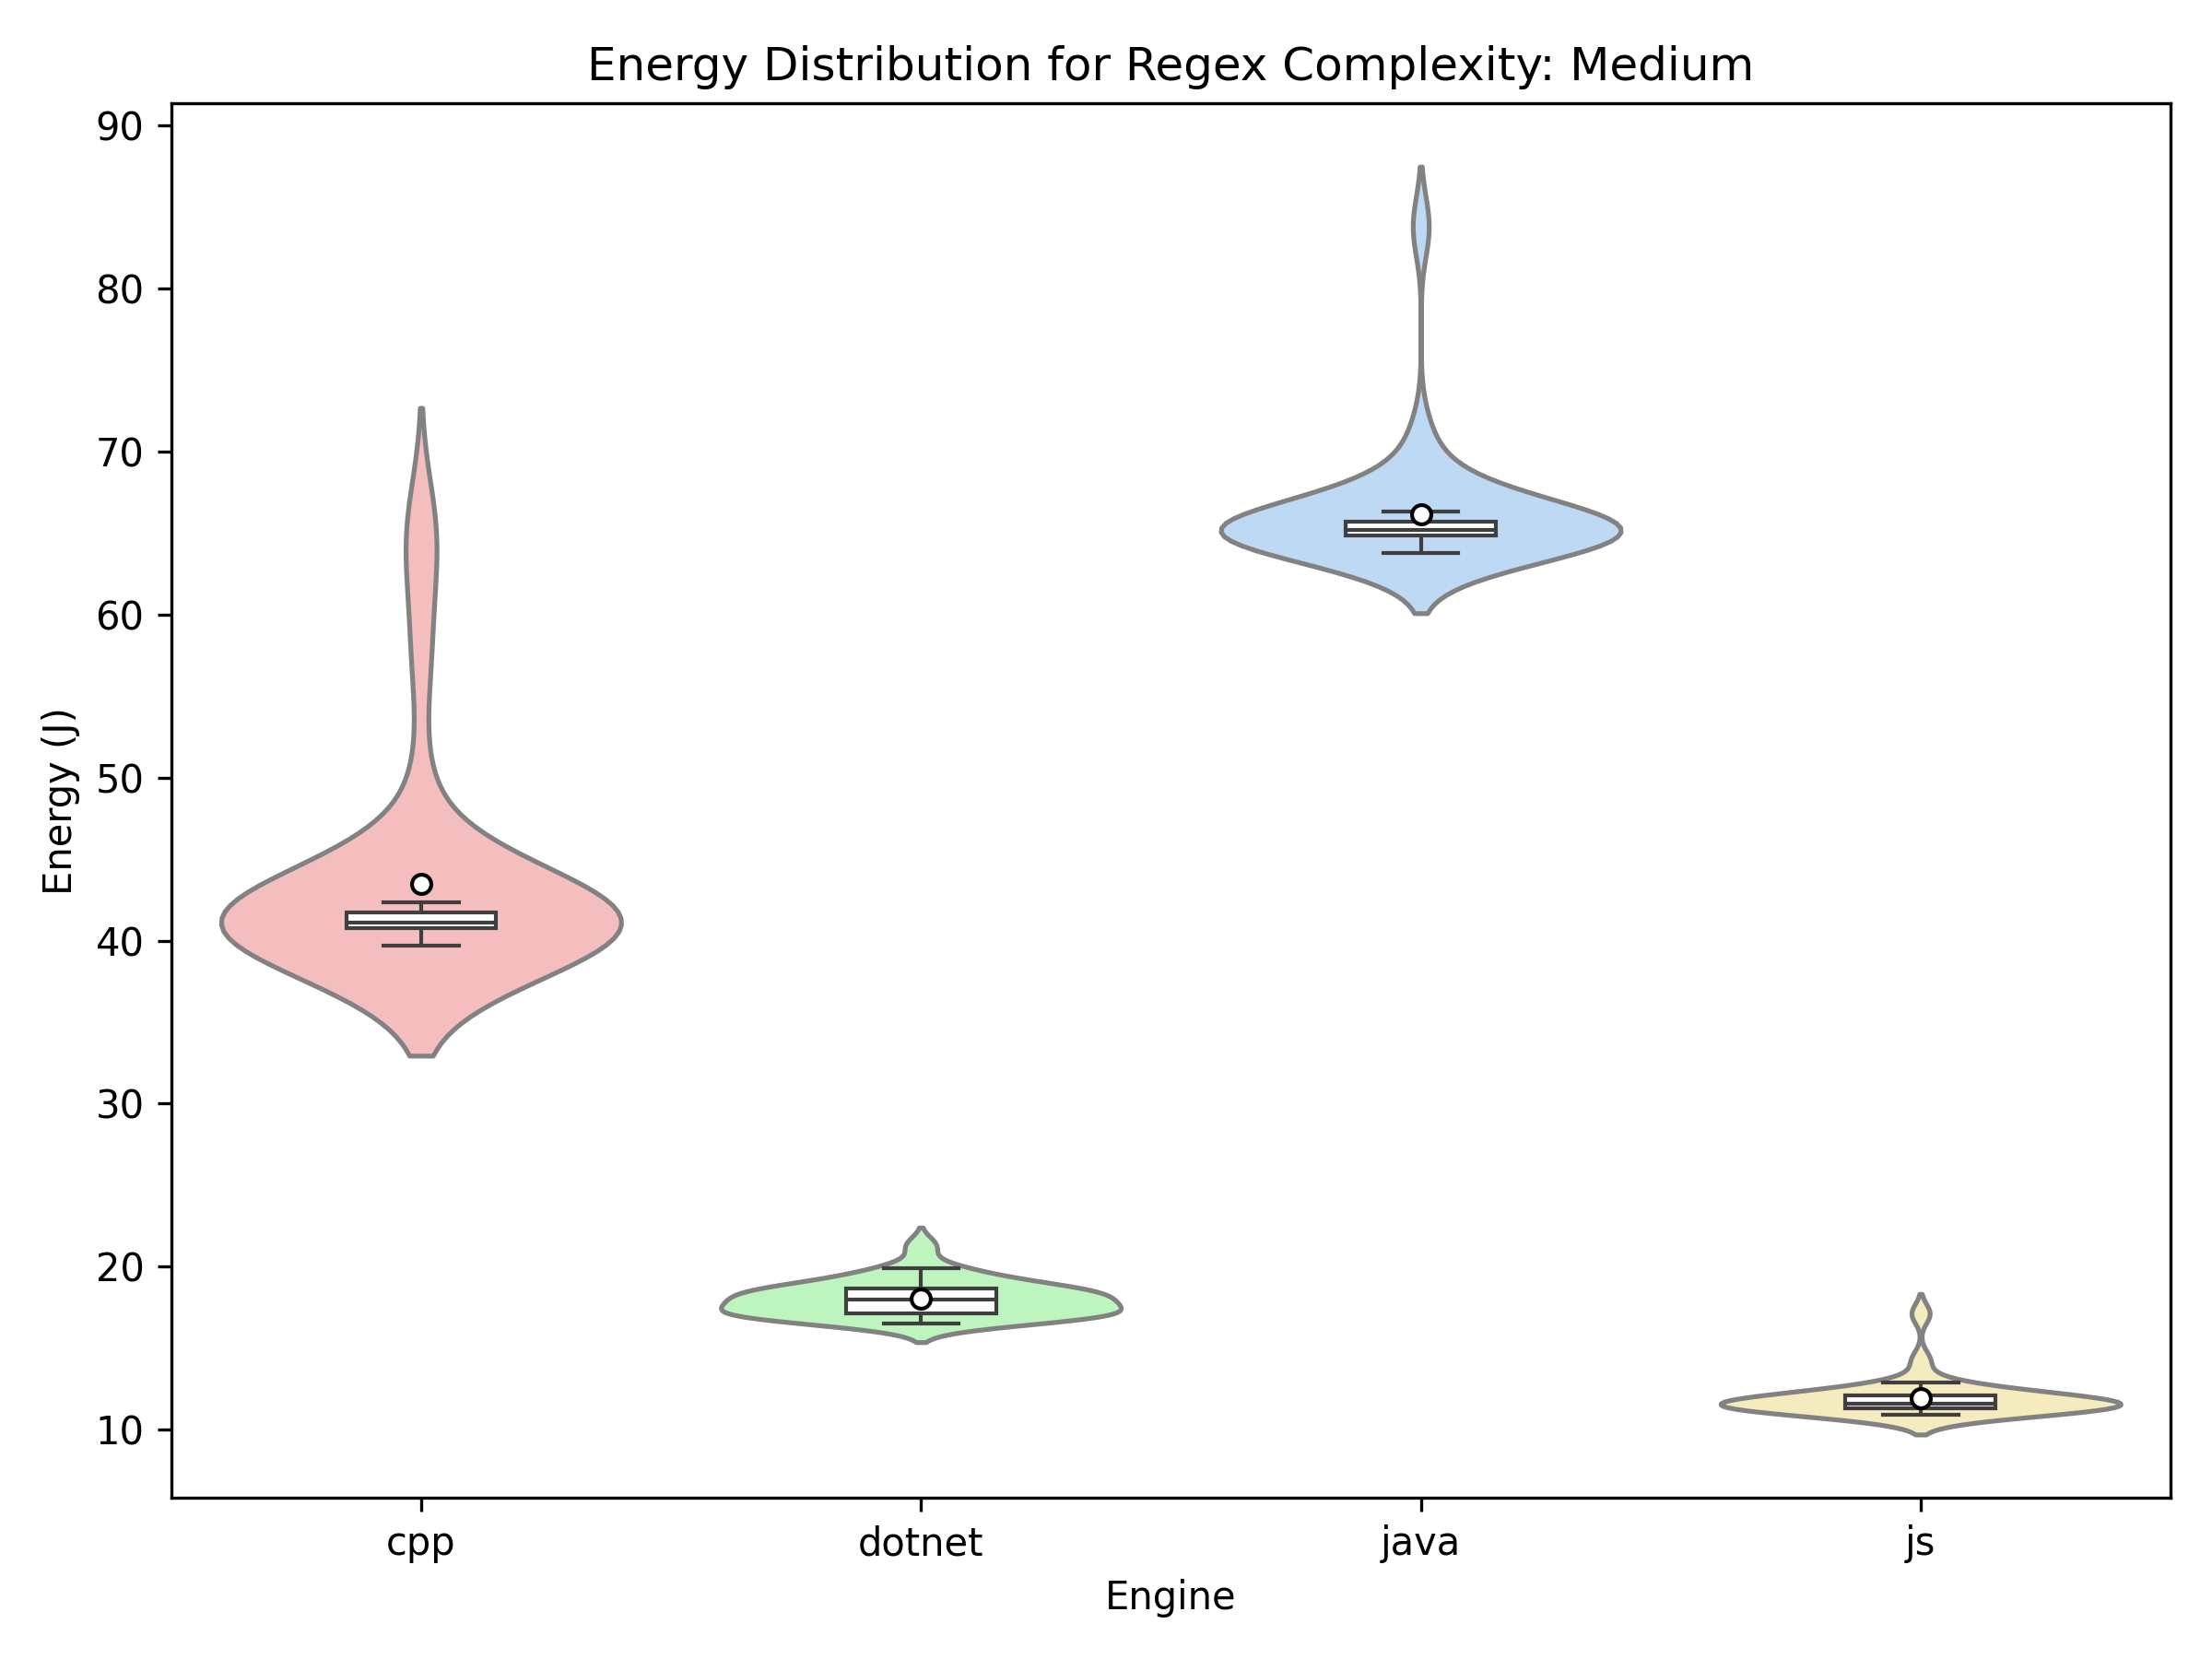 Energy Distribution for Regex Complexity: Medium
90
80
70
60
50
40
30
20
10
Energy (J)
cpp
dotnet
java
js
Engine